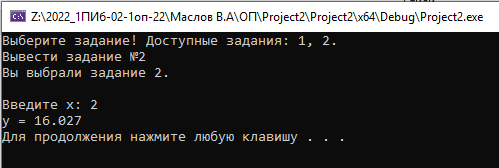 Z:\2022_1ПИб-02-1оп-22\Маслов В.А\ОП\Project2\Project2\x64\Debug\Project2.exe
Выберите задание! Доступные задания: 1, 2.
Вывести задание №2
Вы выбрали задание 2.
Введите x: 2
y = 16.027
Для продолжения нажмите любую клавишу . . .